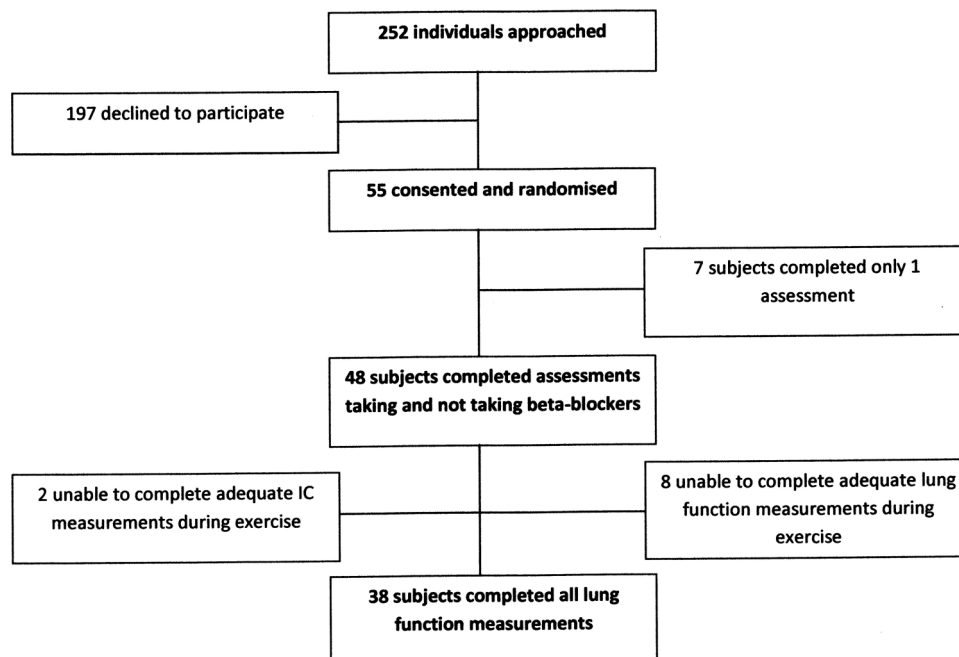 252 individuals approached
197 declined to participate
55 consented and randomised
7 subjects completed only 1
assessment
48 subjects completed assessments
taking and not taking beta-blockers
2 unable to complete adequate IC
measurements during exercise
8 unable to complete adequate lung
function measurements during
exercise
38 subjects completed all lung
function measurements